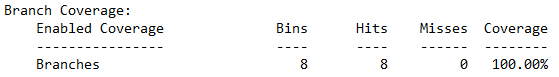 Branch Coverage:
    Enabled Coverage              Bins      Hits    Misses  Coverage
    ----------------              ----      ----    ------  --------
    Branches                         8         8         0   100.00%